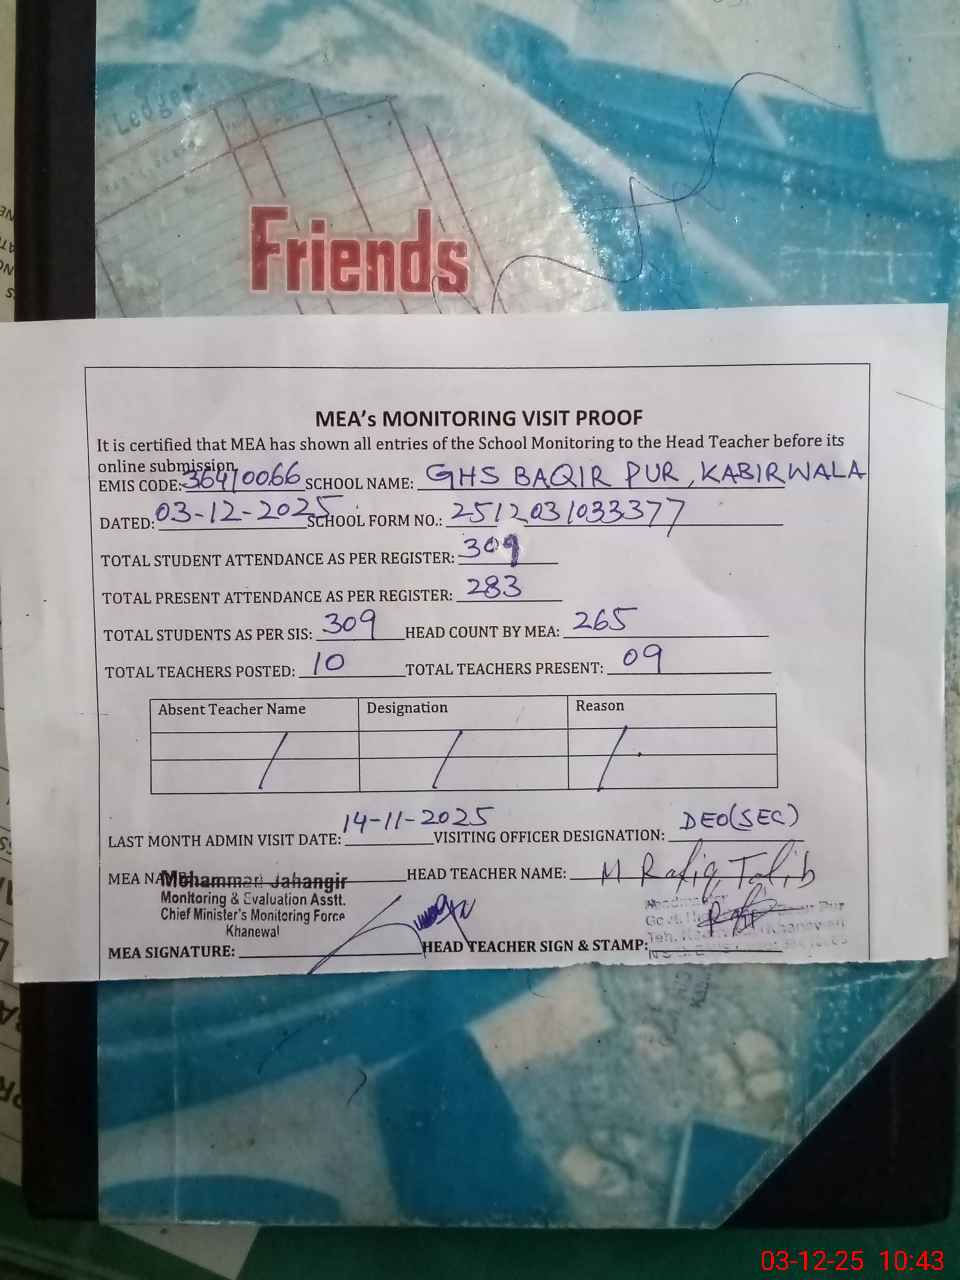 Friends
MEA's MONITORING VISIT PROOF
It is certified that MEA has shown all entries of the School Monitoring to the Head Teacher before its
online submission.
EMIS CODE: 36410066 SCHOOL NAME: GHS BAQIR PUR, KABIRWALA
DATED: 03-12-2025 SCHOOL FORM NO.: 2512031033377
TOTAL STUDENT ATTENDANCE AS PER REGISTER: 309
TOTAL PRESENT ATTENDANCE AS PER REGISTER: 283
TOTAL STUDENTS AS PER SIS: 309 HEAD COUNT BY MEA: 265
TOTAL TEACHERS POSTED: 10 TOTAL TEACHERS PRESENT: 09
Absent Teacher Name Designation Reason
LAST MONTH ADMIN VISIT DATE: 14-11-2025 VISITING OFFICER DESIGNATION: DEO(SEC)
MEA NAME: Mohammad Jahangir HEAD TEACHER NAME: M Rafiq Talib
Monitoring & Evaluation Asstt.
Chief Minister's Monitoring Force
Khanewal
MEA SIGNATURE: HEAD TEACHER SIGN & STAMP:
03-12-25 10:43